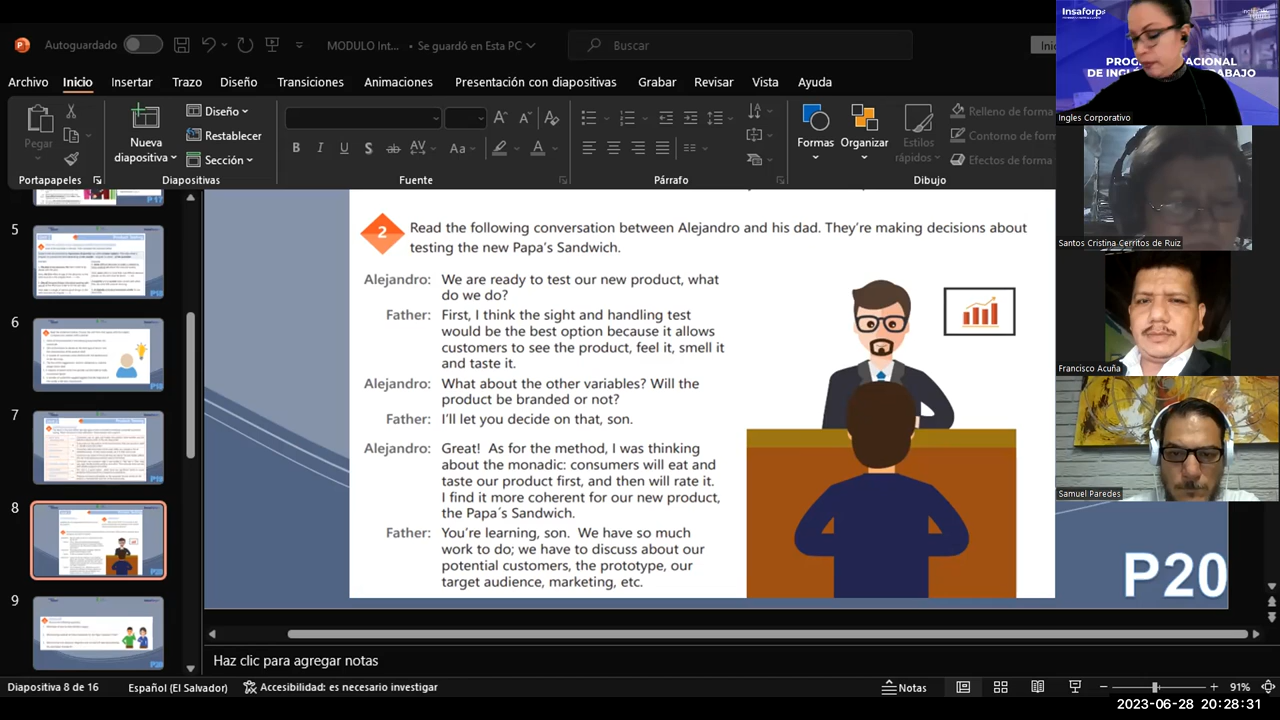 Autoguardado
MODULO Int... • Se guardó en Esta PC
Buscar
Archivo Inicio Insertar Trazo Diseño Transiciones Animaciones Presentación con diapositivas Grabar Revisar Vista Ayuda
Pegar
Nueva diapositiva
Diseño
Restablecer
Sección
Formas
Organizar
Estilos rápidos
Relleno de forma
Contorno de forma
Efectos de forma
Portapapeles Diapositivas Fuente Párrafo Dibujo
Insaforp
DE INGLÉS
Ingles Corporativo
Santos Cristina Cerritos de Ruiz
Francisco Acuña
Samuel Paredes
P17
5
6
7
8
9
2 Read the following conversation between Alejandro and his dad. They're making decisions about
testing the new Papa's Sandwich.
Alejandro: We are ready to test our new product, what
do we do?
Father: First, I think the sight and handling test
would be the best option because it allows
customers to see the product, feel it smell it
and taste it.
Alejandro: What about the other variables? Will the
product be branded or not?
Father: I'll let you decide on that, son.
Alejandro: Great! As for the method, I was thinking
about the monadic consumers will eat and
taste our product first, and then will rate it.
I find it more coherent for our new product,
the Papa´s Sandwich.
Father: You're learning, son. We have so much
work to do we have to discuss about our
potential customers, the prototype, our
target audience, marketing, etc.
P20
Haz clic para agregar notas
Diapositiva 8 de 16 Español (El Salvador) Accesibilidad: es necesario investigar Notas 91%
2023-06-28 20:28:31